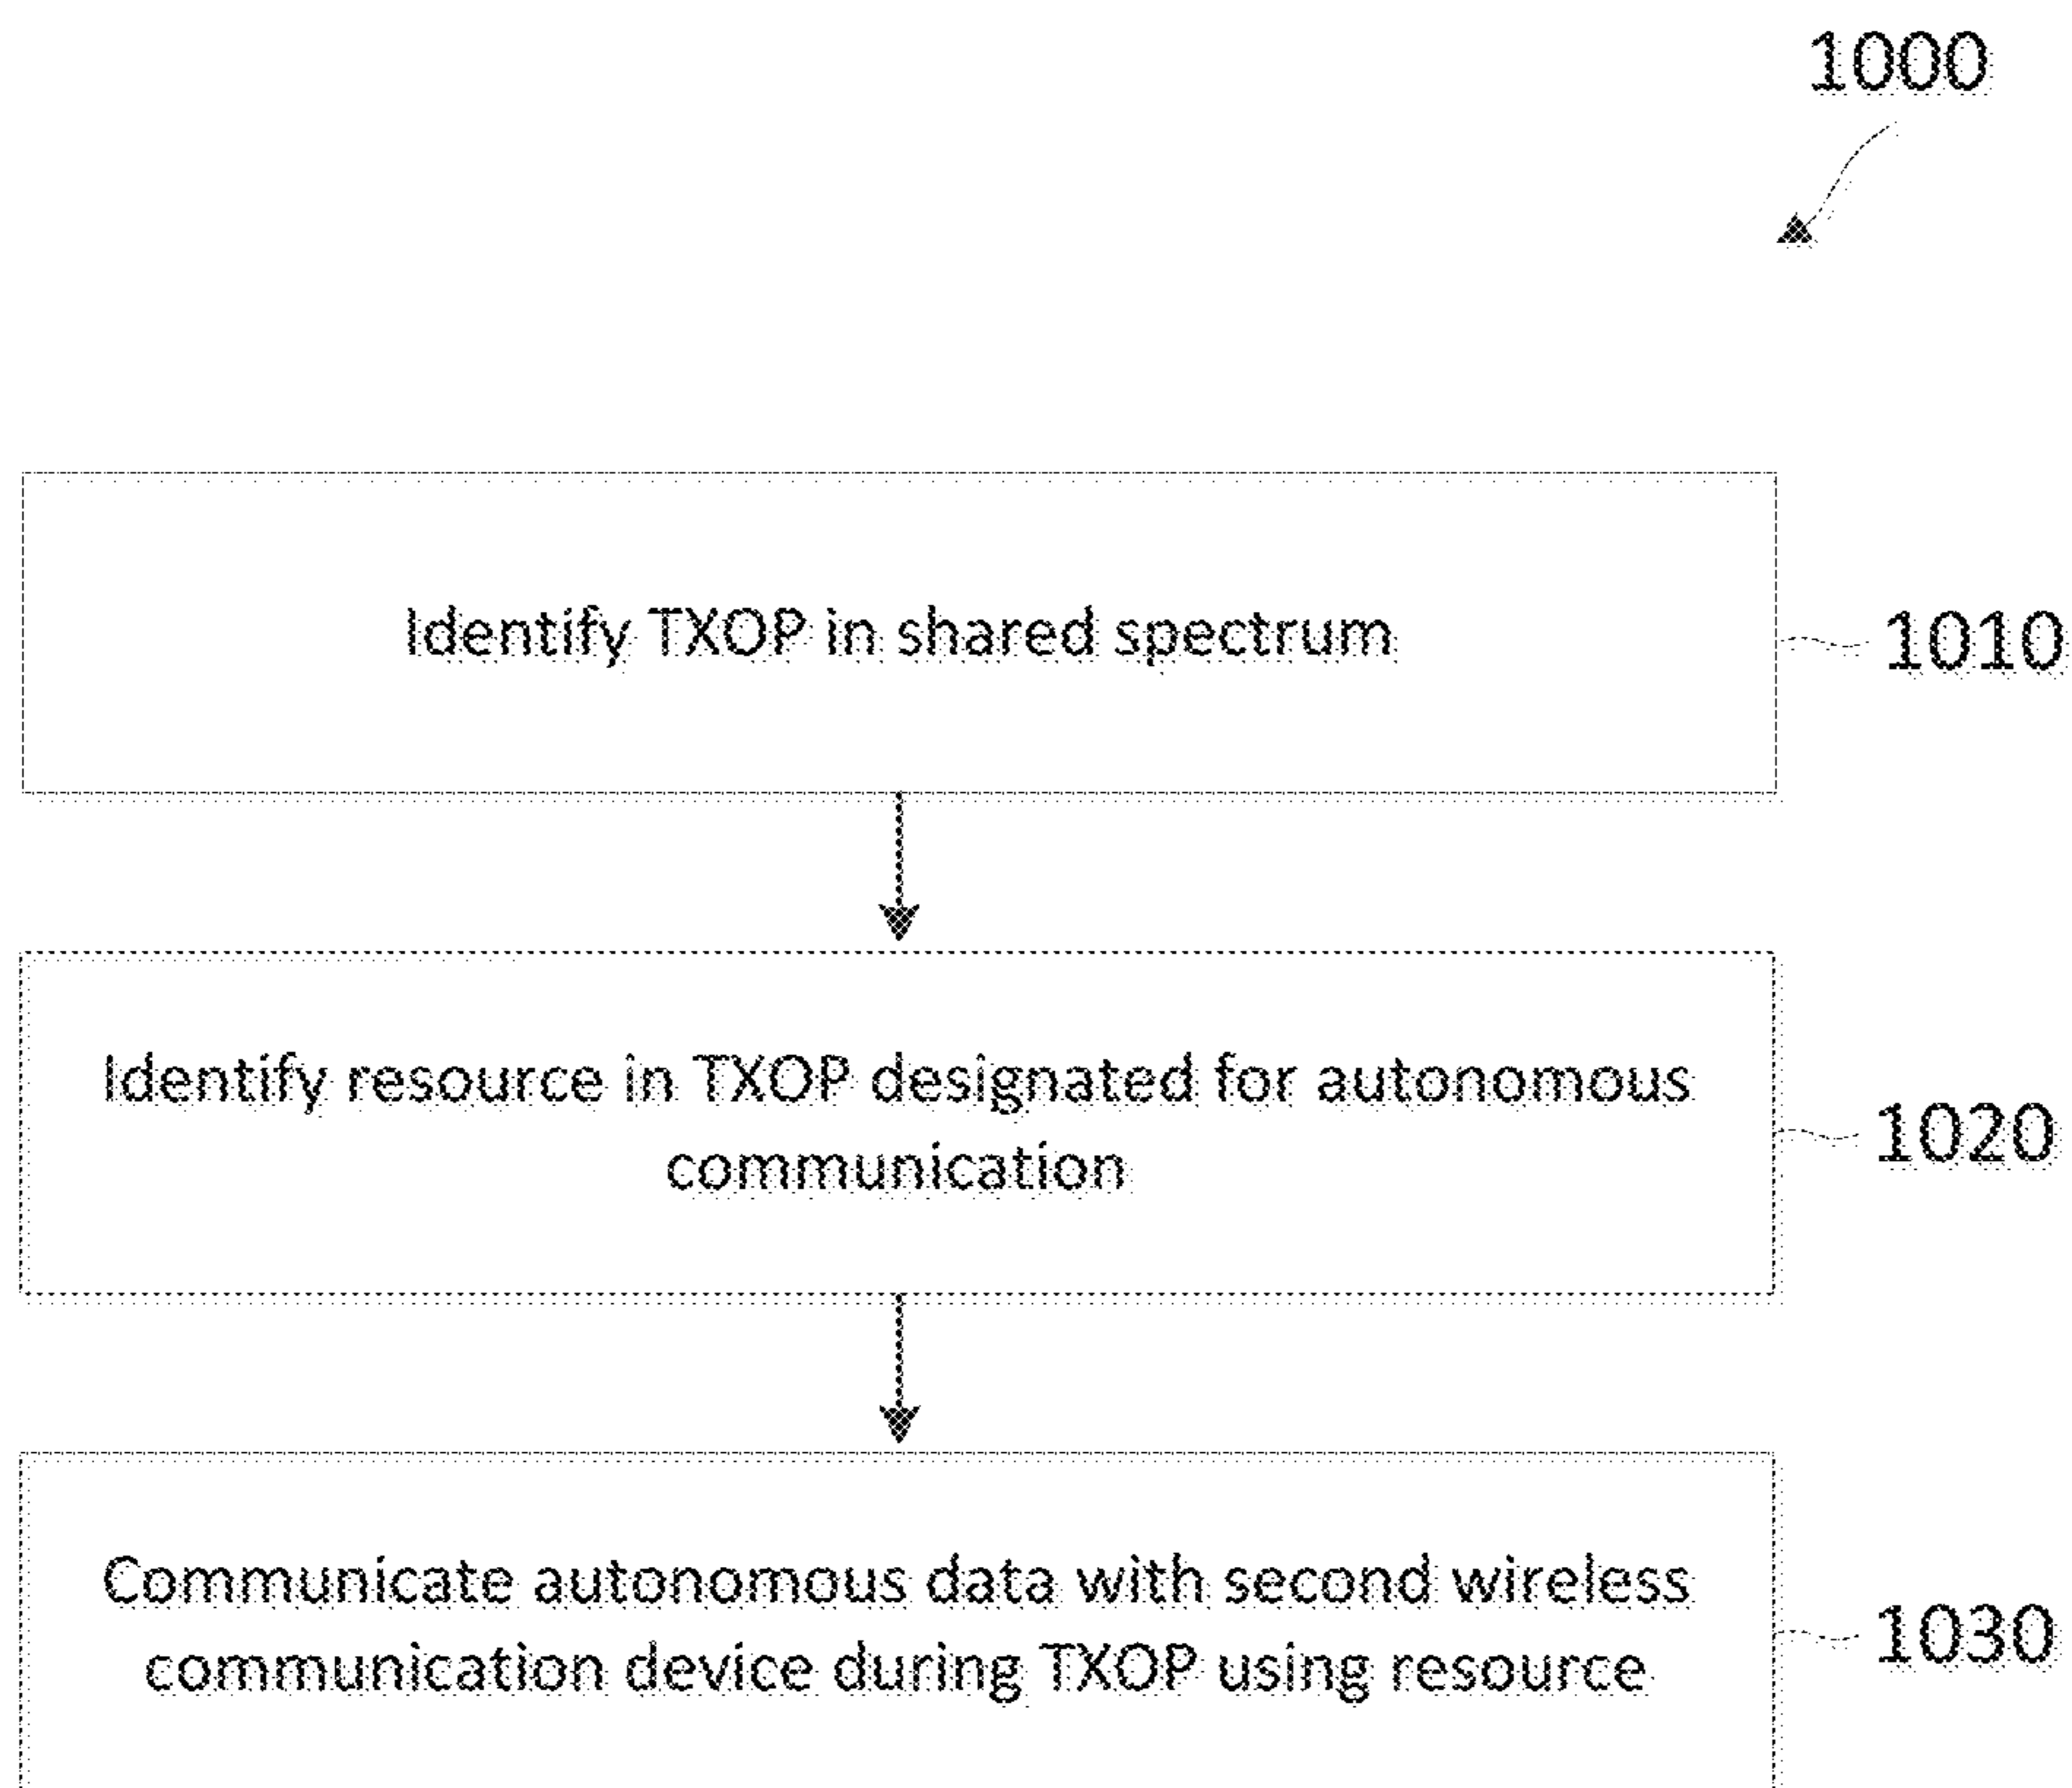 1000
Identify TXOP in shared spectrum
1010
Identify resource in TXOP designated for autonomous
communication
1020
Communicate autonomous data with second wireless
communication device during TXOP using resource
1030